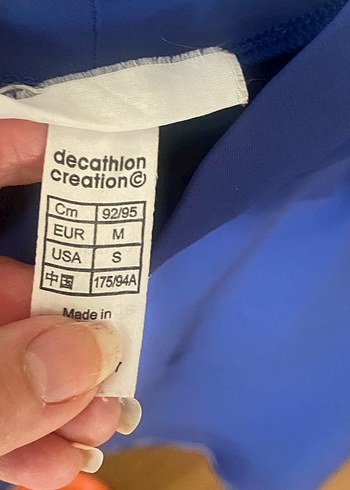 decathlon
creation©
Cm 92/95
EUR M
USA S
中国 175/94A
Made in